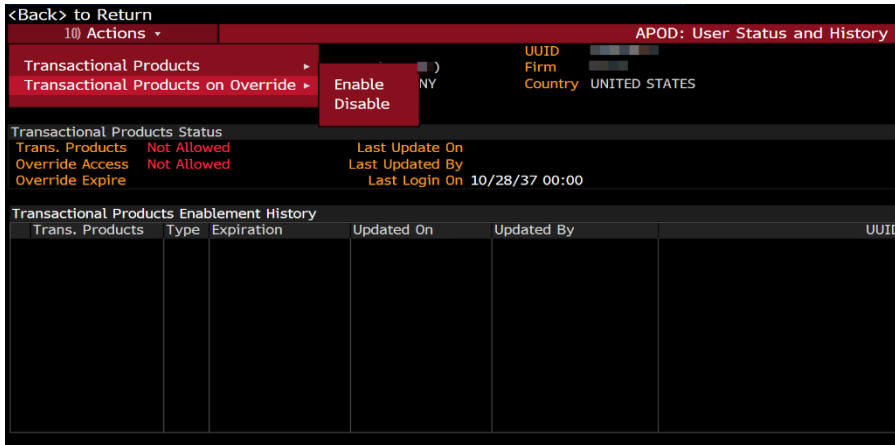 <Back> to Return
10) Actions ▾ APOD: User Status and History
UUID
Transactional Products ▸ ) Firm
Transactional Products on Override ▸ Enable NY Country UNITED STATES
Disable
Transactional Products Status
Trans. Products Not Allowed Last Update On
Override Access Not Allowed Last Updated By
Override Expire Last Login On 10/28/37 00:00
Transactional Products Enablement History
Trans. Products Type Expiration Updated On Updated By UUID